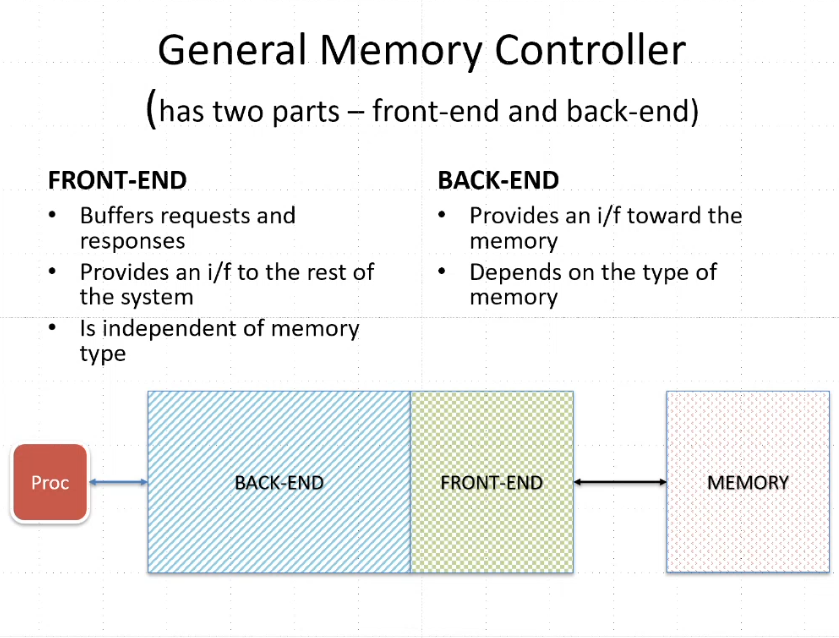 General Memory Controller
(has two parts – front-end and back-end)
FRONT-END
• Buffers requests and
responses
• Provides an i/f to the rest of
the system
• Is independent of memory
type
BACK-END
• Provides an i/f toward the
memory
• Depends on the type of
memory
Proc
BACK-END
FRONT-END
MEMORY